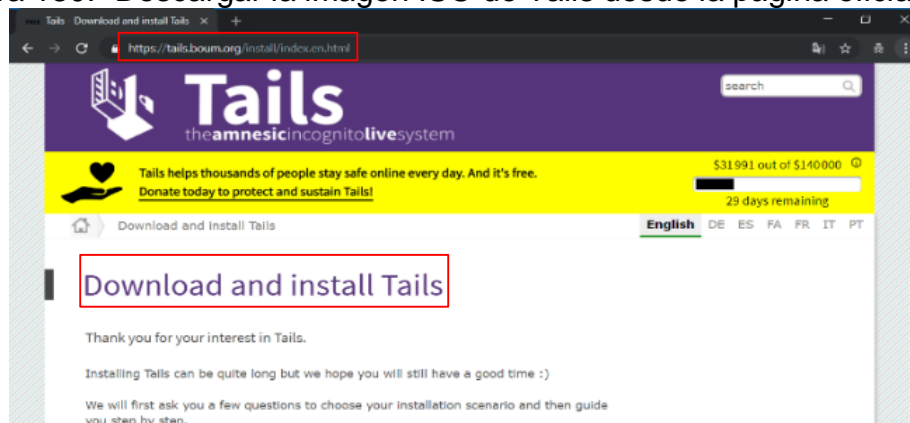 Descargar la imagen ISO de Tails desde la página
Tails - Download and install Tails
https://tails.boum.org/install/index.en.html
Tails
search
theamnesicincognitolivesystem
Tails helps thousands of people stay safe online every day. And it's free.
$31991 out of $140000
Donate today to protect and sustain Tails!
29 days remaining
Download and Install Tails
English DE ES FA FR IT PT
Download and install Tails
Thank you for your interest in Tails.
Installing Tails can be quite long but we hope you will still have a good time :)
We will first ask you a few questions to choose your installation scenario and then guide
you step by step.